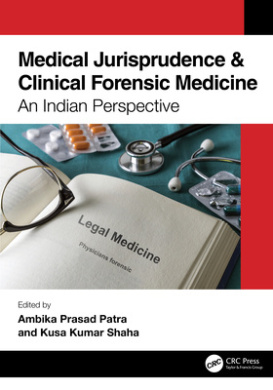 Medical Jurisprudence &
Clinical Forensic Medicine
An Indian Perspective
Legal Medicine
Physicians forensic
Edited by
Ambika Prasad Patra
and Kusa Kumar Shaha
CRC
CRC Press
Taylor & Francis Group